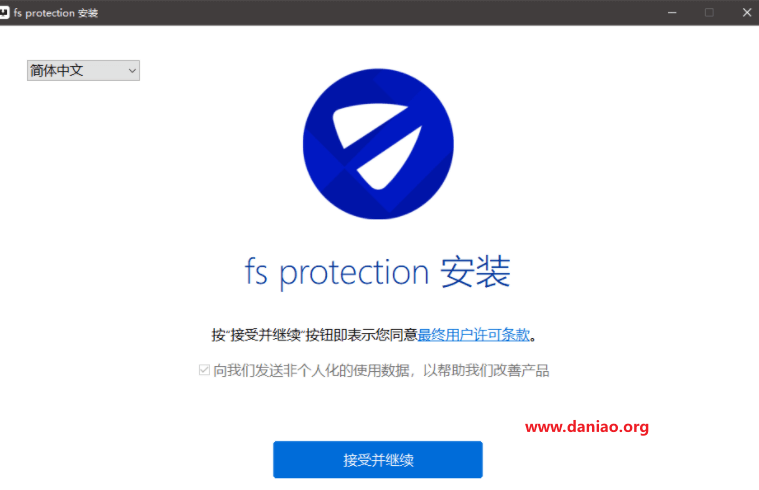 fs protection 安装
简体中文
fs protection 安装
按“接受并继续”按钮即表示您同意最终用户许可条款。
向我们发送非个人化的使用数据，以帮助我们改善产品
www.daniao.org
接受并继续